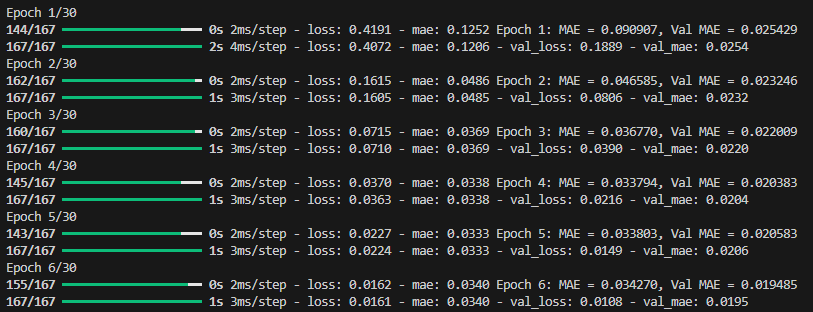 Epoch 1/30
144/167 0s 2ms/step - loss: 0.4191 - mae: 0.1252 Epoch 1: MAE = 0.090907, Val MAE = 0.025429
167/167 2s 4ms/step - loss: 0.4072 - mae: 0.1206 - val_loss: 0.1889 - val_mae: 0.0254
Epoch 2/30
162/167 0s 2ms/step - loss: 0.1615 - mae: 0.0486 Epoch 2: MAE = 0.046585, Val MAE = 0.023246
167/167 1s 3ms/step - loss: 0.1605 - mae: 0.0485 - val_loss: 0.0806 - val_mae: 0.0232
Epoch 3/30
160/167 0s 2ms/step - loss: 0.0715 - mae: 0.0369 Epoch 3: MAE = 0.036770, Val MAE = 0.022009
167/167 1s 3ms/step - loss: 0.0710 - mae: 0.0369 - val_loss: 0.0390 - val_mae: 0.0220
Epoch 4/30
145/167 0s 2ms/step - loss: 0.0370 - mae: 0.0338 Epoch 4: MAE = 0.033794, Val MAE = 0.020383
167/167 1s 3ms/step - loss: 0.0363 - mae: 0.0338 - val_loss: 0.0216 - val_mae: 0.0204
Epoch 5/30
143/167 0s 2ms/step - loss: 0.0227 - mae: 0.0333 Epoch 5: MAE = 0.033803, Val MAE = 0.020583
167/167 1s 3ms/step - loss: 0.0224 - mae: 0.0333 - val_loss: 0.0149 - val_mae: 0.0206
Epoch 6/30
155/167 0s 2ms/step - loss: 0.0162 - mae: 0.0340 Epoch 6: MAE = 0.034270, Val MAE = 0.019485
167/167 1s 3ms/step - loss: 0.0161 - mae: 0.0340 - val_loss: 0.0108 - val_mae: 0.0195